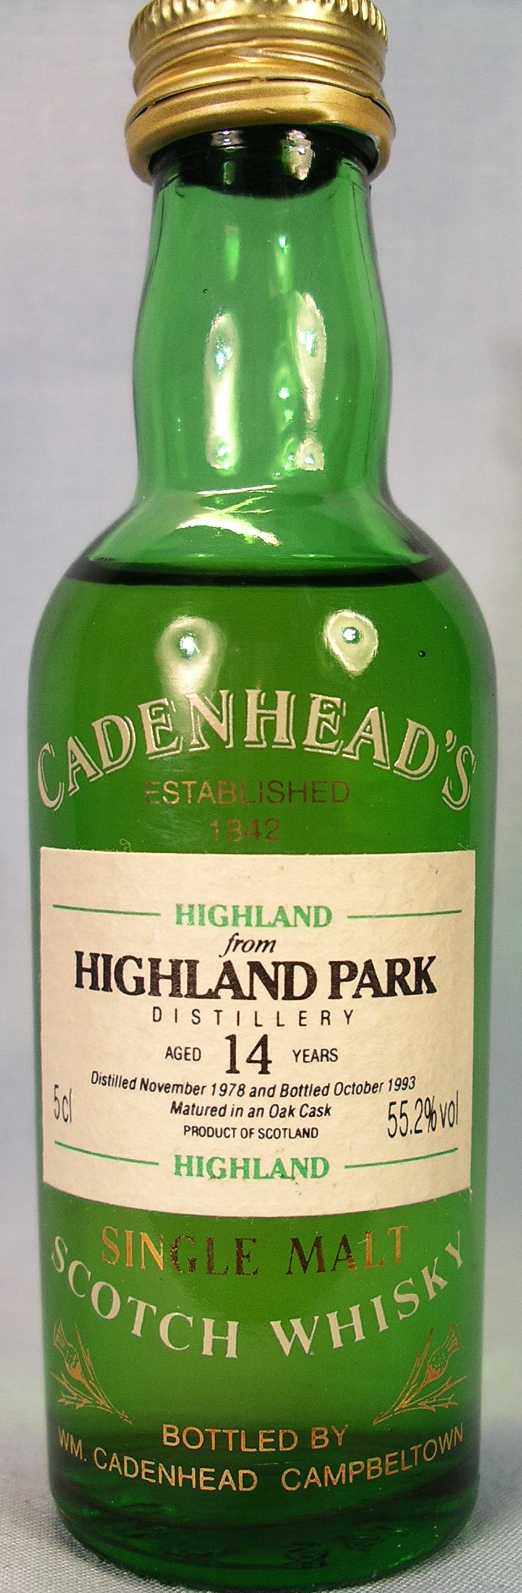 CADENHEAD'S
ESTABLISHED
1842
HIGHLAND
from
HIGHLAND PARK
DISTILLERY
AGED 14 YEARS
Distilled November 1978 and Bottled October 1993
Matured in an Oak Cask
5cl 55.2% vol
PRODUCT OF SCOTLAND
HIGHLAND
SINGLE MALT
SCOTCH WHISKY
BOTTLED BY
WM. CADENHEAD CAMPBELTOWN